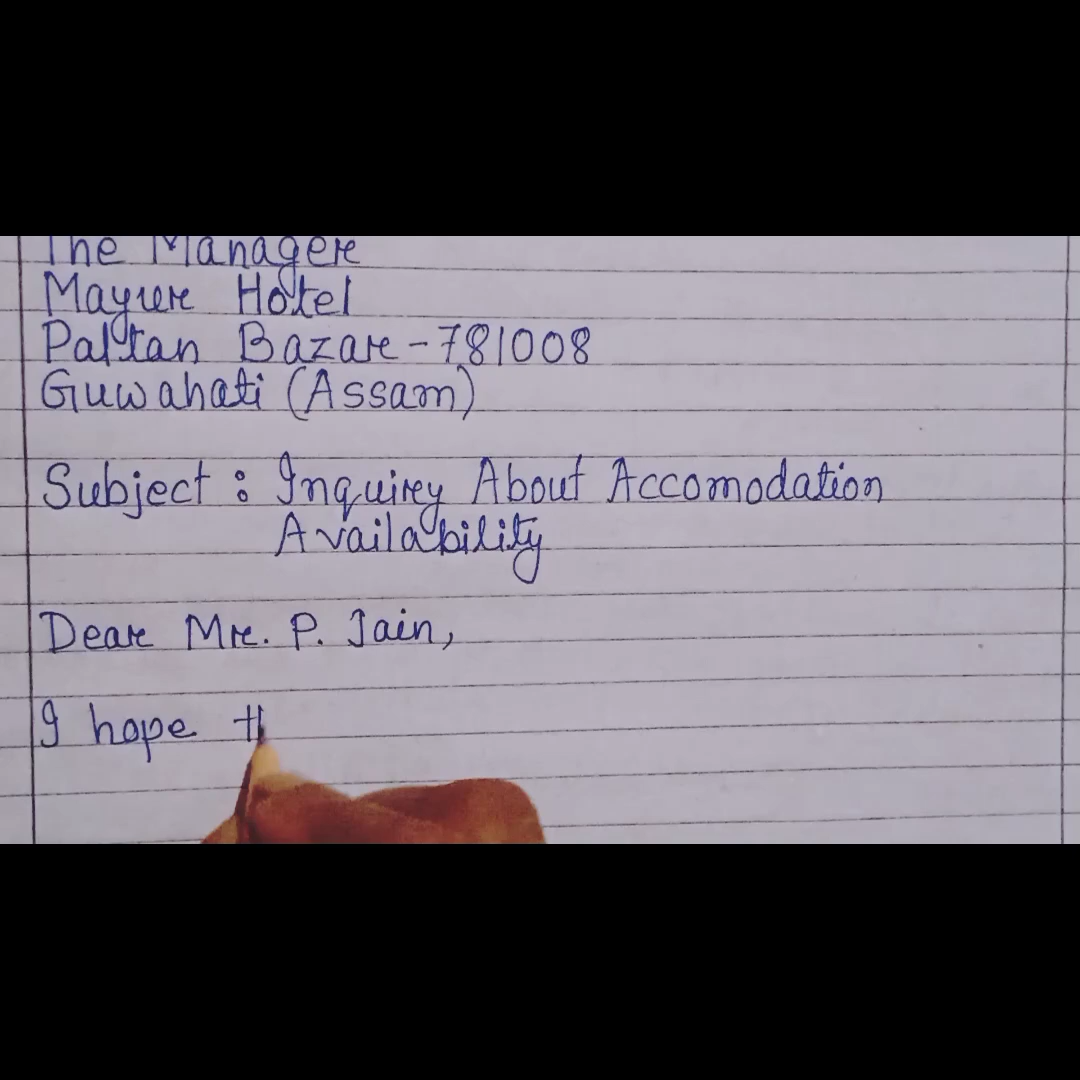 The Manager
Mayur Hotel
Paltan Bazar-781008
Guwahati (Assam)
Subject : Inquiry About Accomodation
Availability
Dear Mr. P. Jain,
I hope